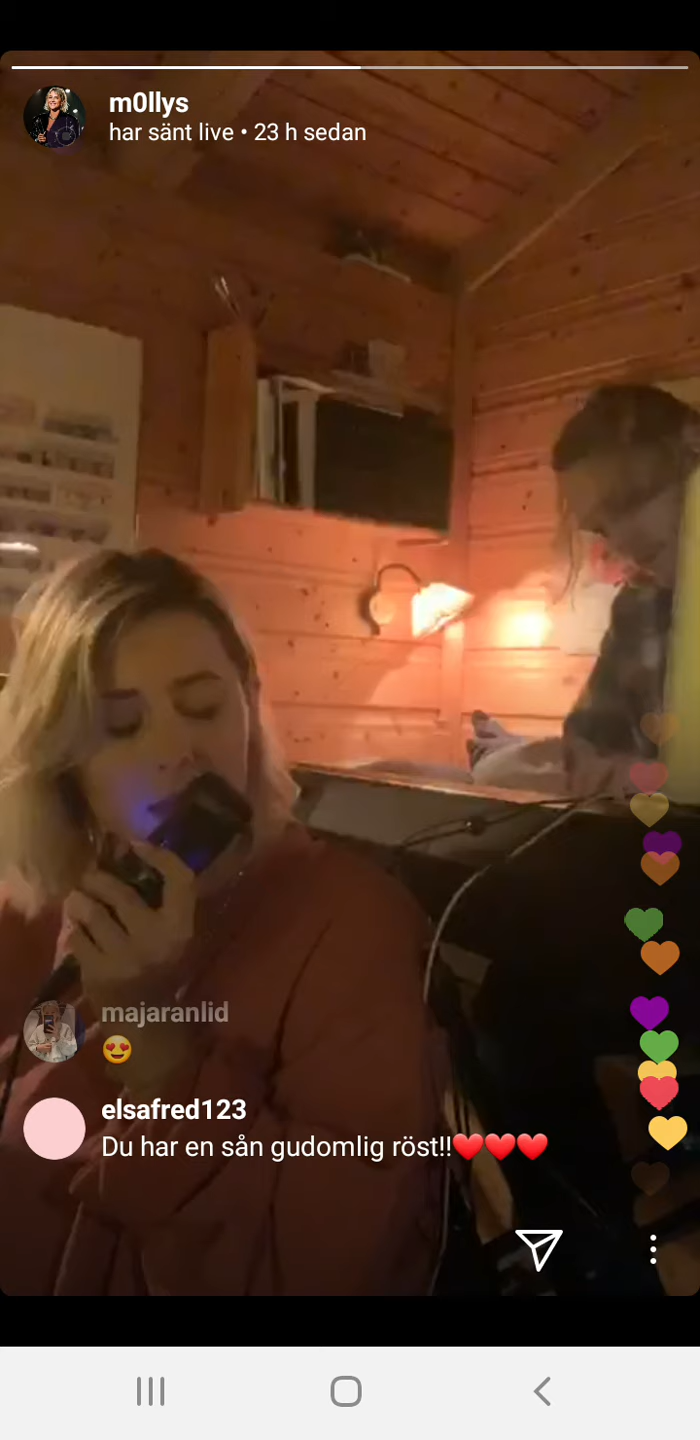 m0llys
har sänt live • 23 h sedan
majaranlid
😍
elsafred123
Du har en sån gudomlig röst!!❤️❤️❤️